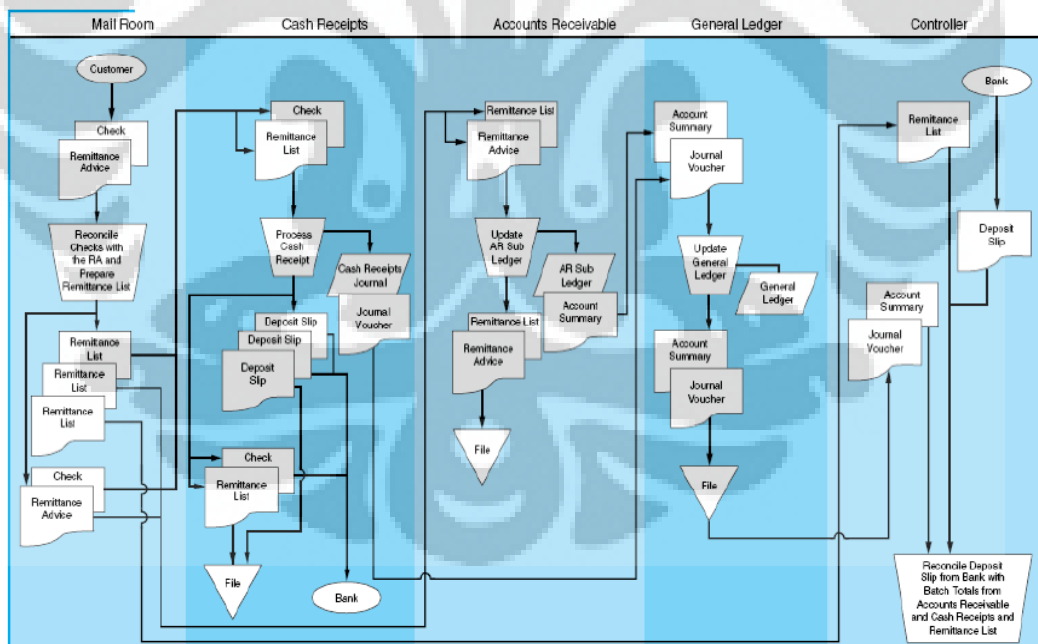 Mail Room
Cash Receipts
Accounts Receivable
General Ledger
Controller
Customer
Check
Remittance
Advice
Reconcile
Checks with
the RA and
Prepare
Remittance List
Remittance
List
Remittance
List
Remittance
List
Check
Remittance
Advice
Check
Remittance
List
Process
Cash
Receipt
Cash Receipts
Journal
Journal
Voucher
Deposit Slip
Deposit Slip
Deposit
Slip
Check
Remittance
List
File
Bank
Remittance List
Remittance
Advice
Update
AR Sub
Ledger
AR Sub
Ledger
Account
Summary
Remittance List
Remittance
Advice
File
Account
Summary
Journal
Voucher
Update
General
Ledger
General
Ledger
Account
Summary
Journal
Voucher
File
Bank
Remittance
List
Deposit
Slip
Account
Summary
Journal
Voucher
Reconcile Deposit
Slip from Bank with
Batch Totals from
Accounts Receivable
and Cash Receipts and
Remittance List